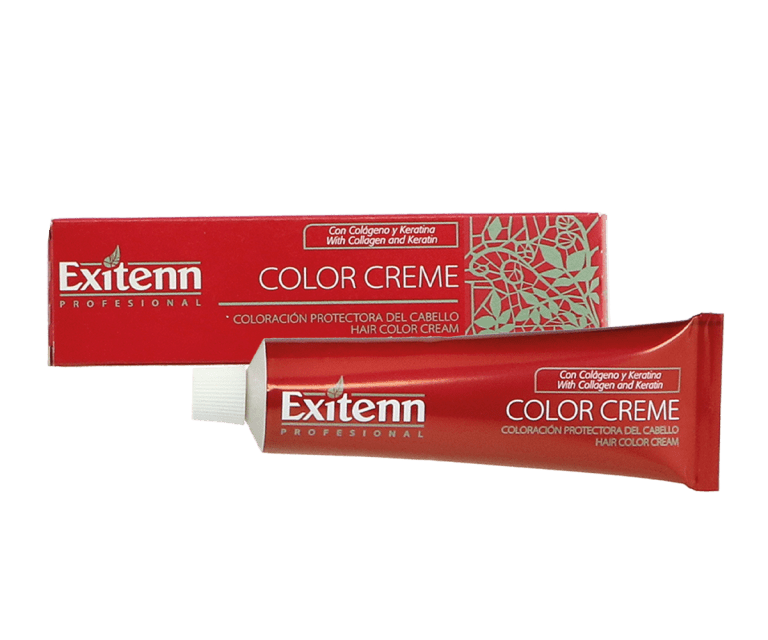 Con Colágeno y Keratina
With Collagen and Keratin
Exitenn
PROFESIONAL
COLOR CREME
COLORACIÓN PROTECTORA DEL CABELLO
HAIR COLOR CREAM
Con Colágeno y Keratina
With Collagen and Keratin
Exitenn
PROFESIONAL
COLOR CREME
COLORACIÓN PROTECTORA DEL CABELLO
HAIR COLOR CREAM